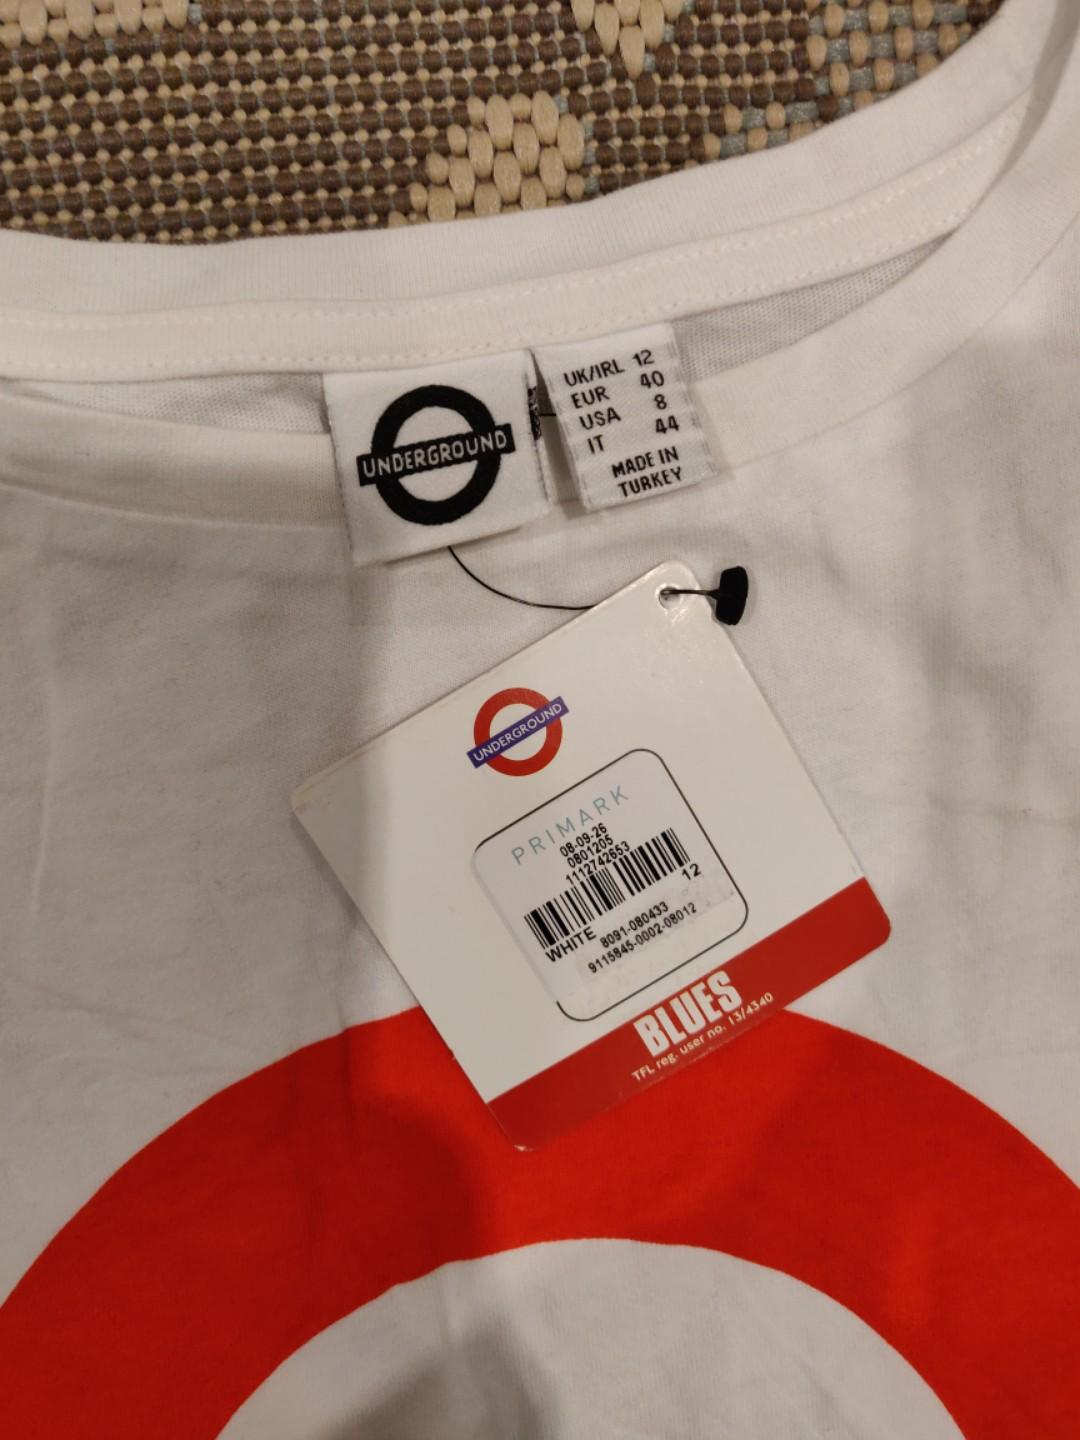 UNDERGROUND
UK/IRL 12
EUR 40
USA 8
IT 44
MADE IN
TURKEY
UNDERGROUND
PRIMARK
08-09-26
0801205
1112742653
12
WHITE
8091-080433
9115845-0002-08012
BLUES
TFL reg. user no. 13/4340